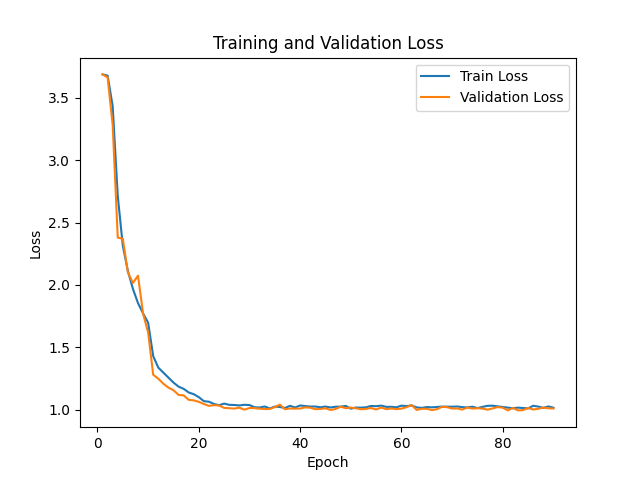 Training and Validation Loss
Train Loss
Validation Loss
3.5
3.0
2.5
2.0
1.5
1.0
Loss
0 20 40 60 80
Epoch